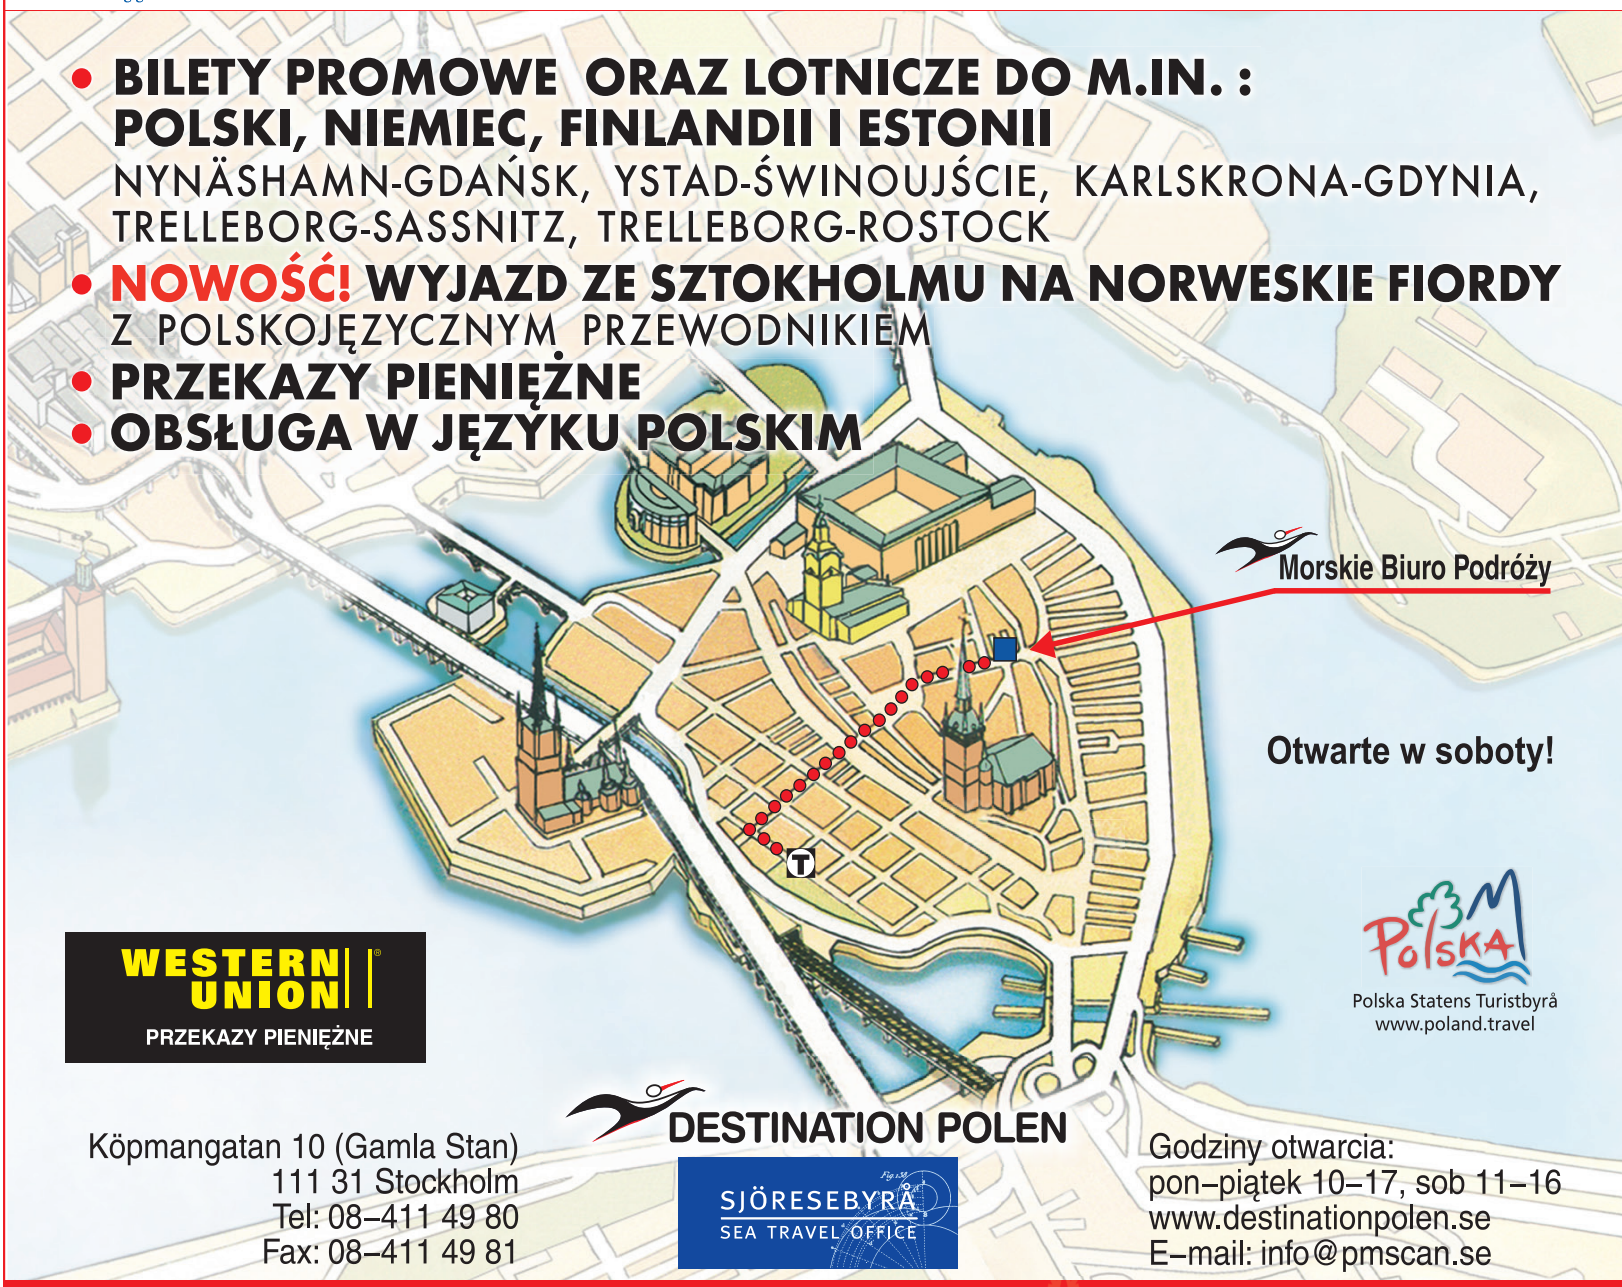 • BILETY PROMOWE ORAZ LOTNICZE DO M.IN. :
POLSKI, NIEMIEC, FINLANDII I ESTONII
NYNÄSHAMN-GDAŃSK, YSTAD-ŚWINOUJŚCIE, KARLSKRONA-GDYNIA,
TRELLEBORG-SASSNITZ, TRELLEBORG-ROSTOCK
• NOWOŚĆ! WYJAZD ZE SZTOKHOLMU NA NORWESKIE FIORDY
Z POLSKOJĘZYCZNYM PRZEWODNIKIEM
• PRZEKAZY PIENIĘŻNE
• OBSŁUGA W JĘZYKU POLSKIM
Morskie Biuro Podróży
Otwarte w soboty!
T
WESTERN
UNION ®
PRZEKAZY PIENIĘŻNE
PolsKA
Polska Statens Turistbyrå
www.poland.travel
DESTINATION POLEN
SJÖRESEBYRÅ
SEA TRAVEL OFFICE
Köpmangatan 10 (Gamla Stan)
111 31 Stockholm
Tel: 08–411 49 80
Fax: 08–411 49 81
Godziny otwarcia:
pon–piątek 10–17, sob 11–16
www.destinationpolen.se
E–mail: info@pmscan.se